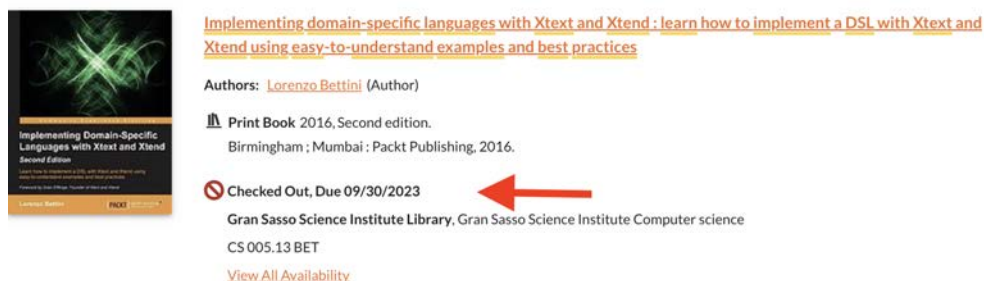 Implementing Domain-Specific
Languages with Xtext and Xtend
Second Edition
Lorenzo Bettini
PACKT
Implementing domain-specific languages with Xtext and Xtend : learn how to implement a DSL with Xtext and
Xtend using easy-to-understand examples and best practices
Authors: Lorenzo Bettini (Author)
Print Book 2016, Second edition.
Birmingham ; Mumbai : Packt Publishing, 2016.
Checked Out, Due 09/30/2023
Gran Sasso Science Institute Library, Gran Sasso Science Institute Computer science
CS 005.13 BET
View All Availability